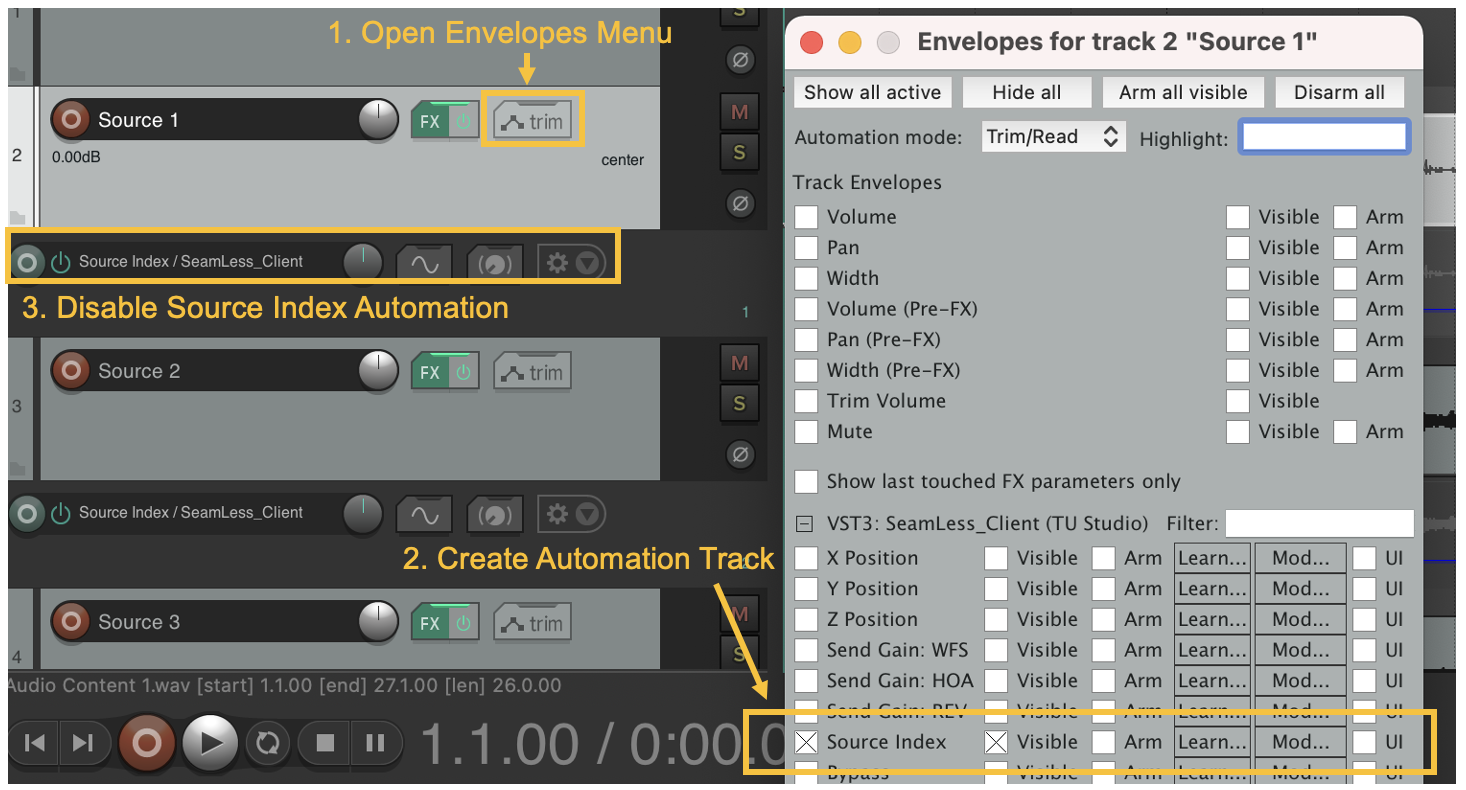 1. Open Envelopes Menu
1
S
Ø
Source 1
FX
trim
M
2
0.00dB
center
S
Ø
Source Index / SeamLess_Client
3. Disable Source Index Automation
1
Source 2
FX
trim
M
3
S
Ø
Source Index / SeamLess_Client
2. Create Automation Track
Source 3
FX
trim
M
4
S
Audio Content 1.wav [start] 1.1.00 [end] 27.1.00 [len] 26.0.00
1.1.00 / 0:00.0
Envelopes for track 2 "Source 1"
Show all active Hide all Arm all visible Disarm all
Automation mode: Trim/Read Highlight:
Track Envelopes
Volume Visible Arm
Pan Visible Arm
Width Visible Arm
Volume (Pre-FX) Visible Arm
Pan (Pre-FX) Visible Arm
Width (Pre-FX) Visible Arm
Trim Volume Visible
Mute Visible Arm
Show last touched FX parameters only
VST3: SeamLess_Client (TU Studio) Filter:
X Position Visible Arm Learn... Mod... UI
Y Position Visible Arm Learn... Mod... UI
Z Position Visible Arm Learn... Mod... UI
Send Gain: WFS Visible Arm Learn... Mod... UI
Send Gain: HOA Visible Arm Learn... Mod... UI
Send Gain: REV Visible Arm Learn... Mod... UI
Source Index Visible Arm Learn... Mod... UI
Bypass Visible Arm Learn... Mod... UI